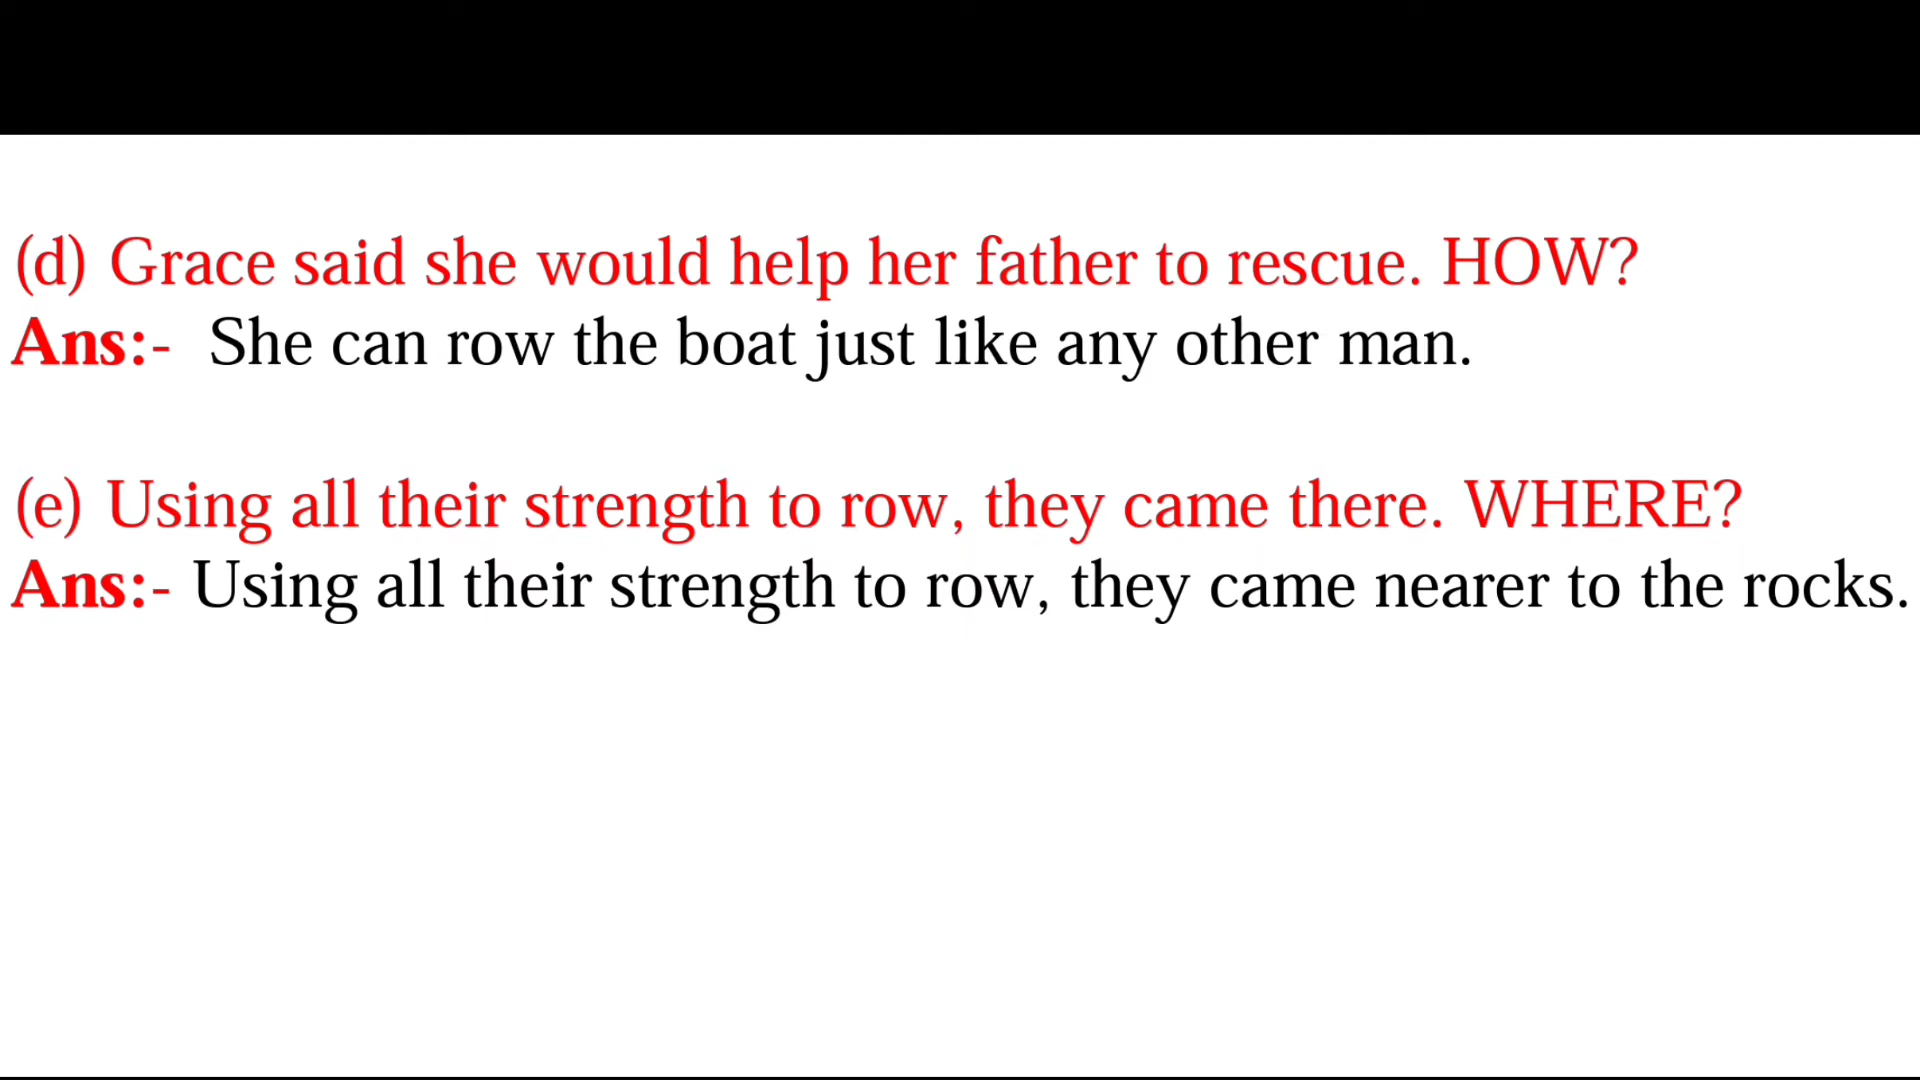 (d) Grace said she would help her father to rescue. HOW?
Ans:- She can row the boat just like any other man.
(e) Using all their strength to row, they came there. WHERE?
Ans:- Using all their strength to row, they came nearer to the rocks.